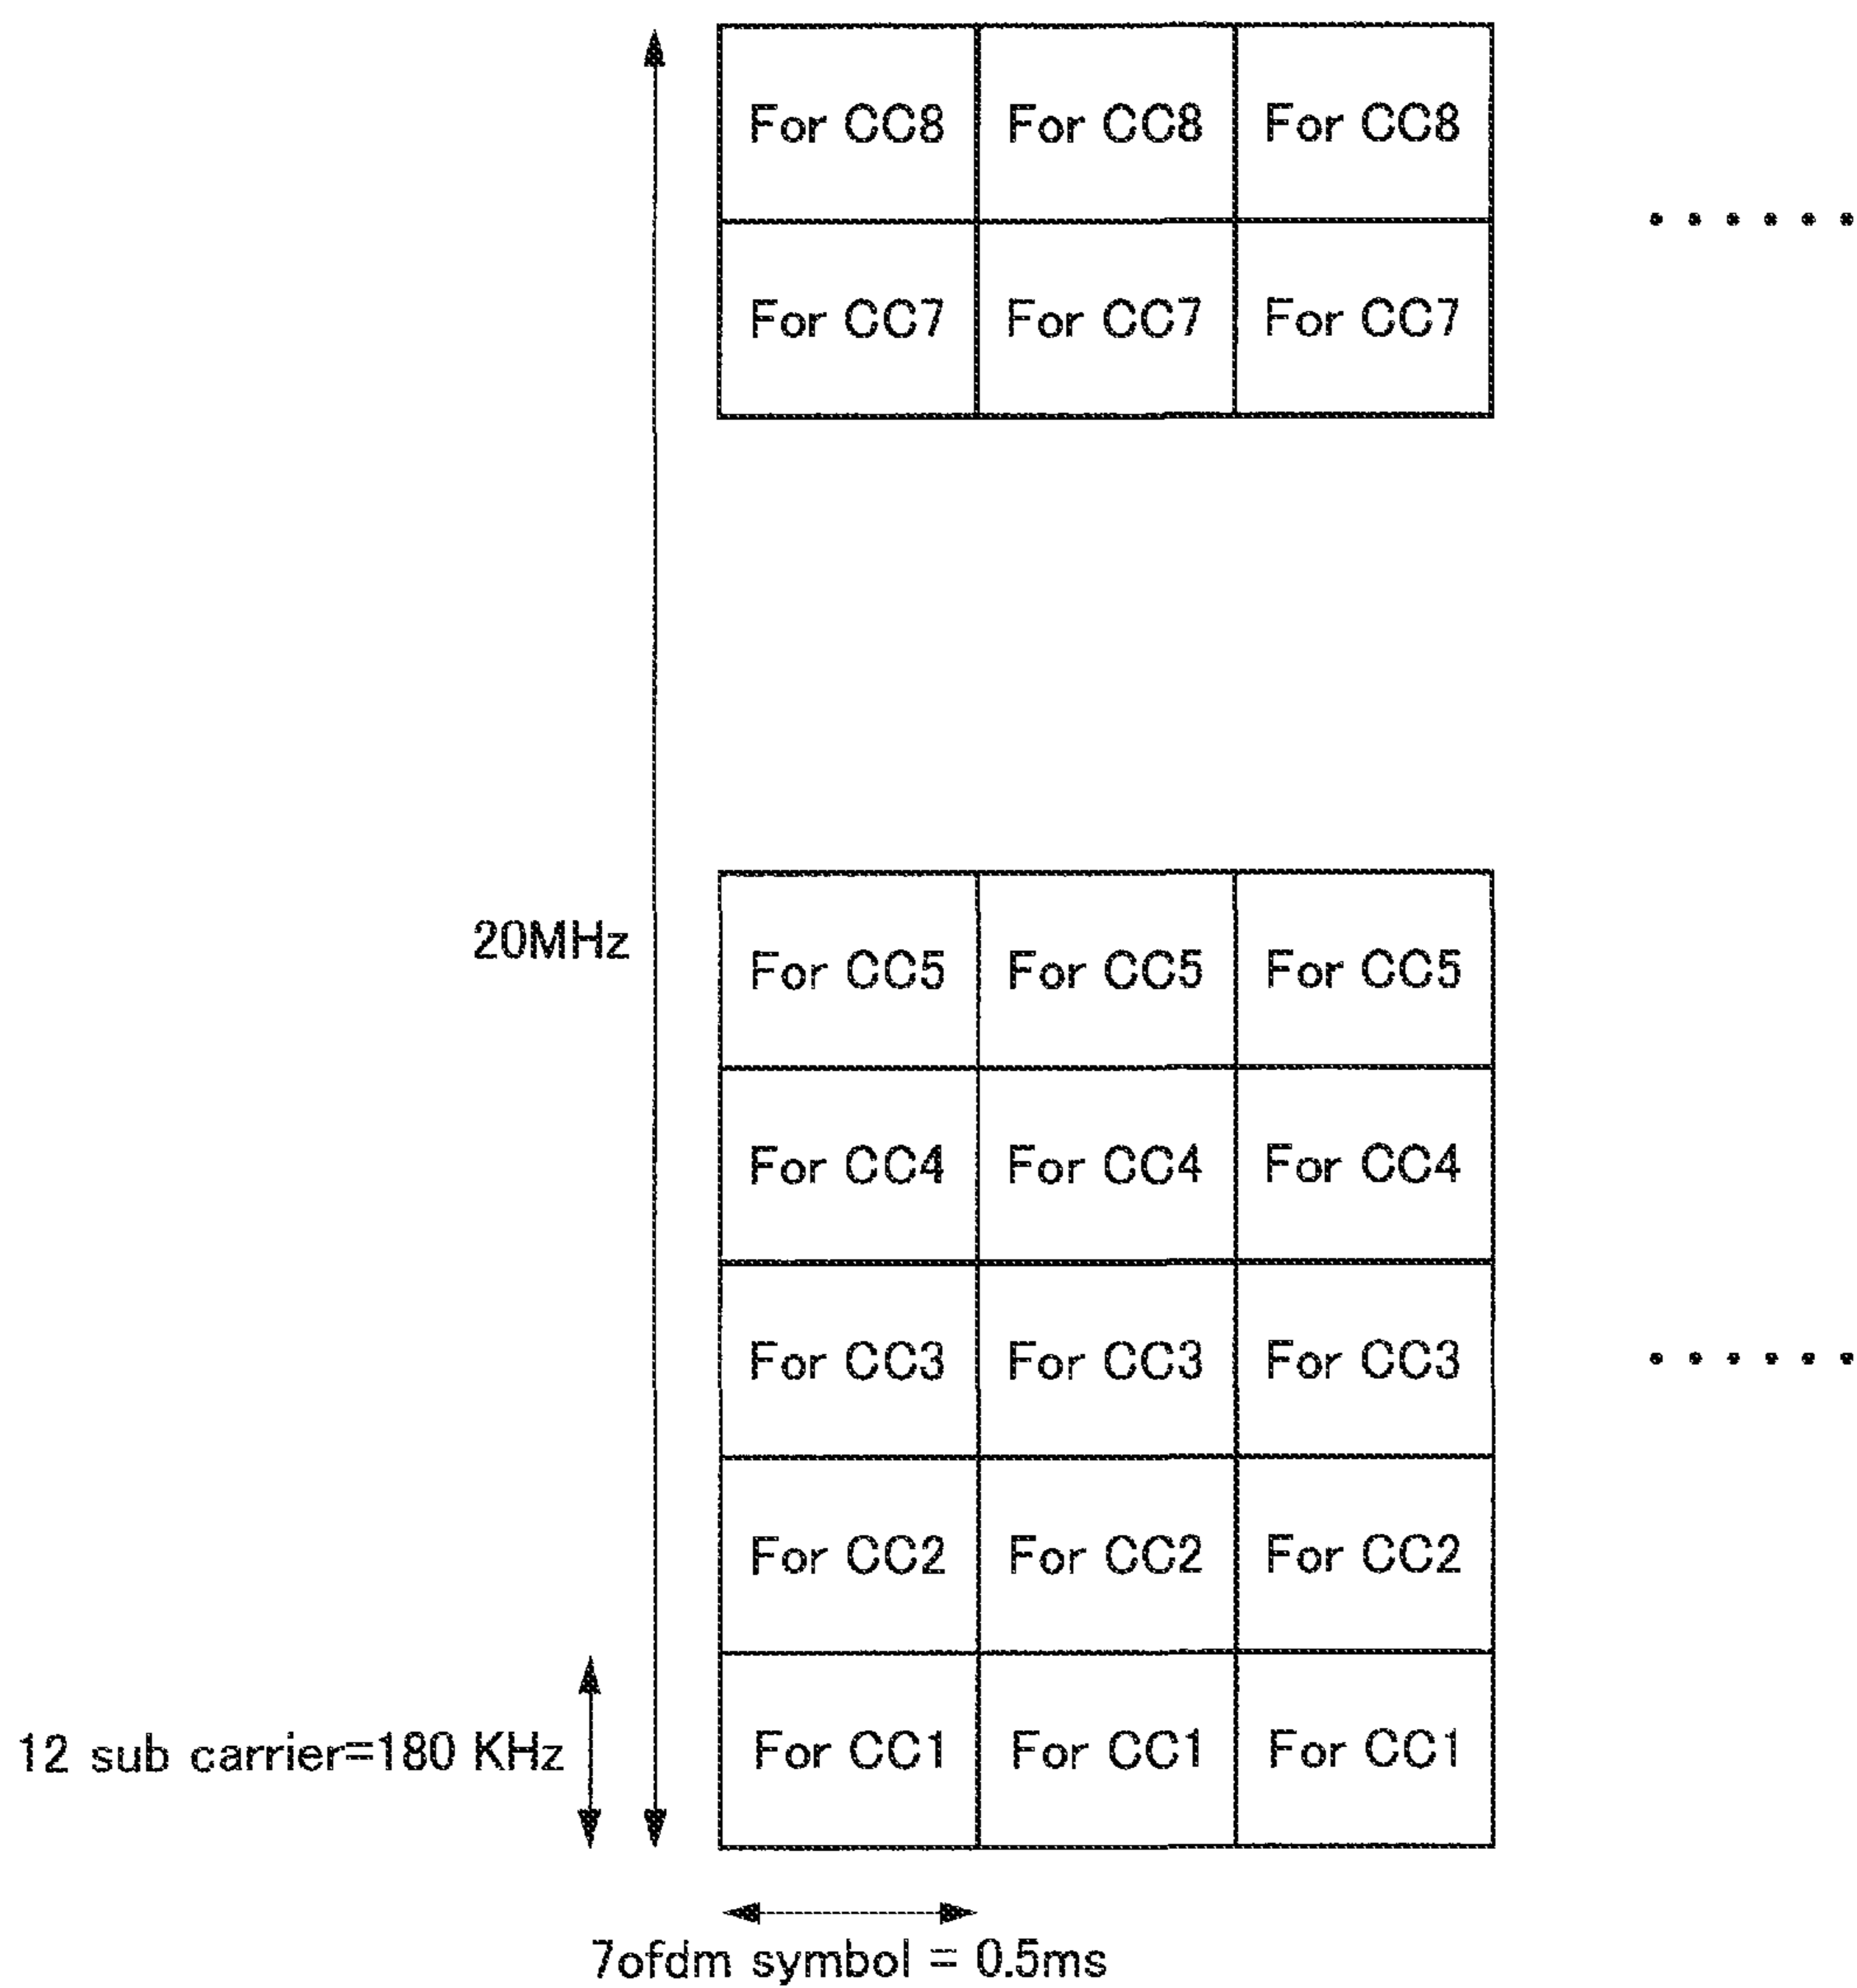 For CC8 For CC8 For CC8
For CC7 For CC7 For CC7
20MHz
For CC5 For CC5 For CC5
For CC4 For CC4 For CC4
For CC3 For CC3 For CC3
For CC2 For CC2 For CC2
12 sub carrier=180 KHz
For CC1 For CC1 For CC1
7ofdm symbol = 0.5ms